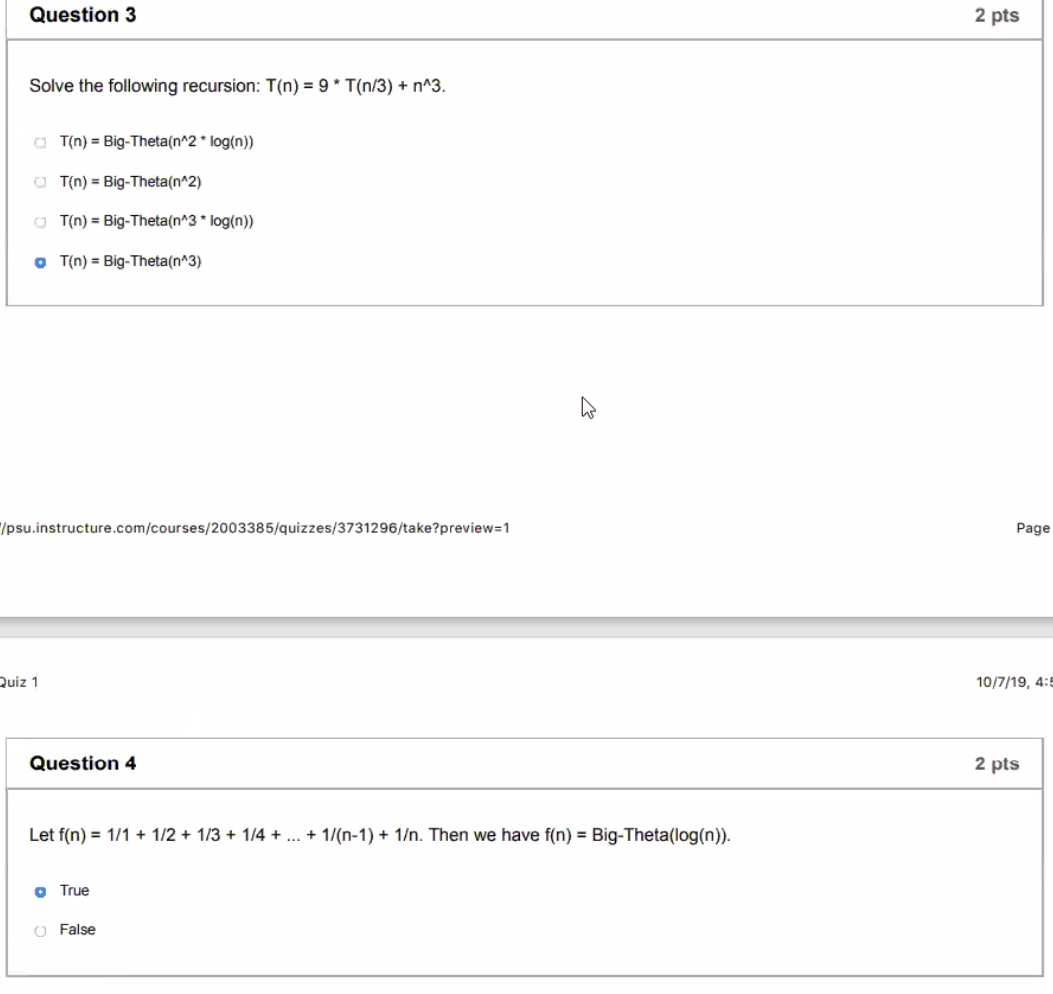 Question 3 2 pts
Solve the following recursion: T(n) = 9 * T(n/3) + n^3.
T(n) = Big-Theta(n^2 * log(n))
T(n) = Big-Theta(n^2)
T(n) = Big-Theta(n^3 * log(n))
T(n) = Big-Theta(n^3)
//psu.instructure.com/courses/2003385/quizzes/3731296/take?preview=1 Page
Quiz 1 10/7/19, 4:5
Question 4 2 pts
Let f(n) = 1/1 + 1/2 + 1/3 + 1/4 + ... + 1/(n-1) + 1/n. Then we have f(n) = Big-Theta(log(n)).
True
False